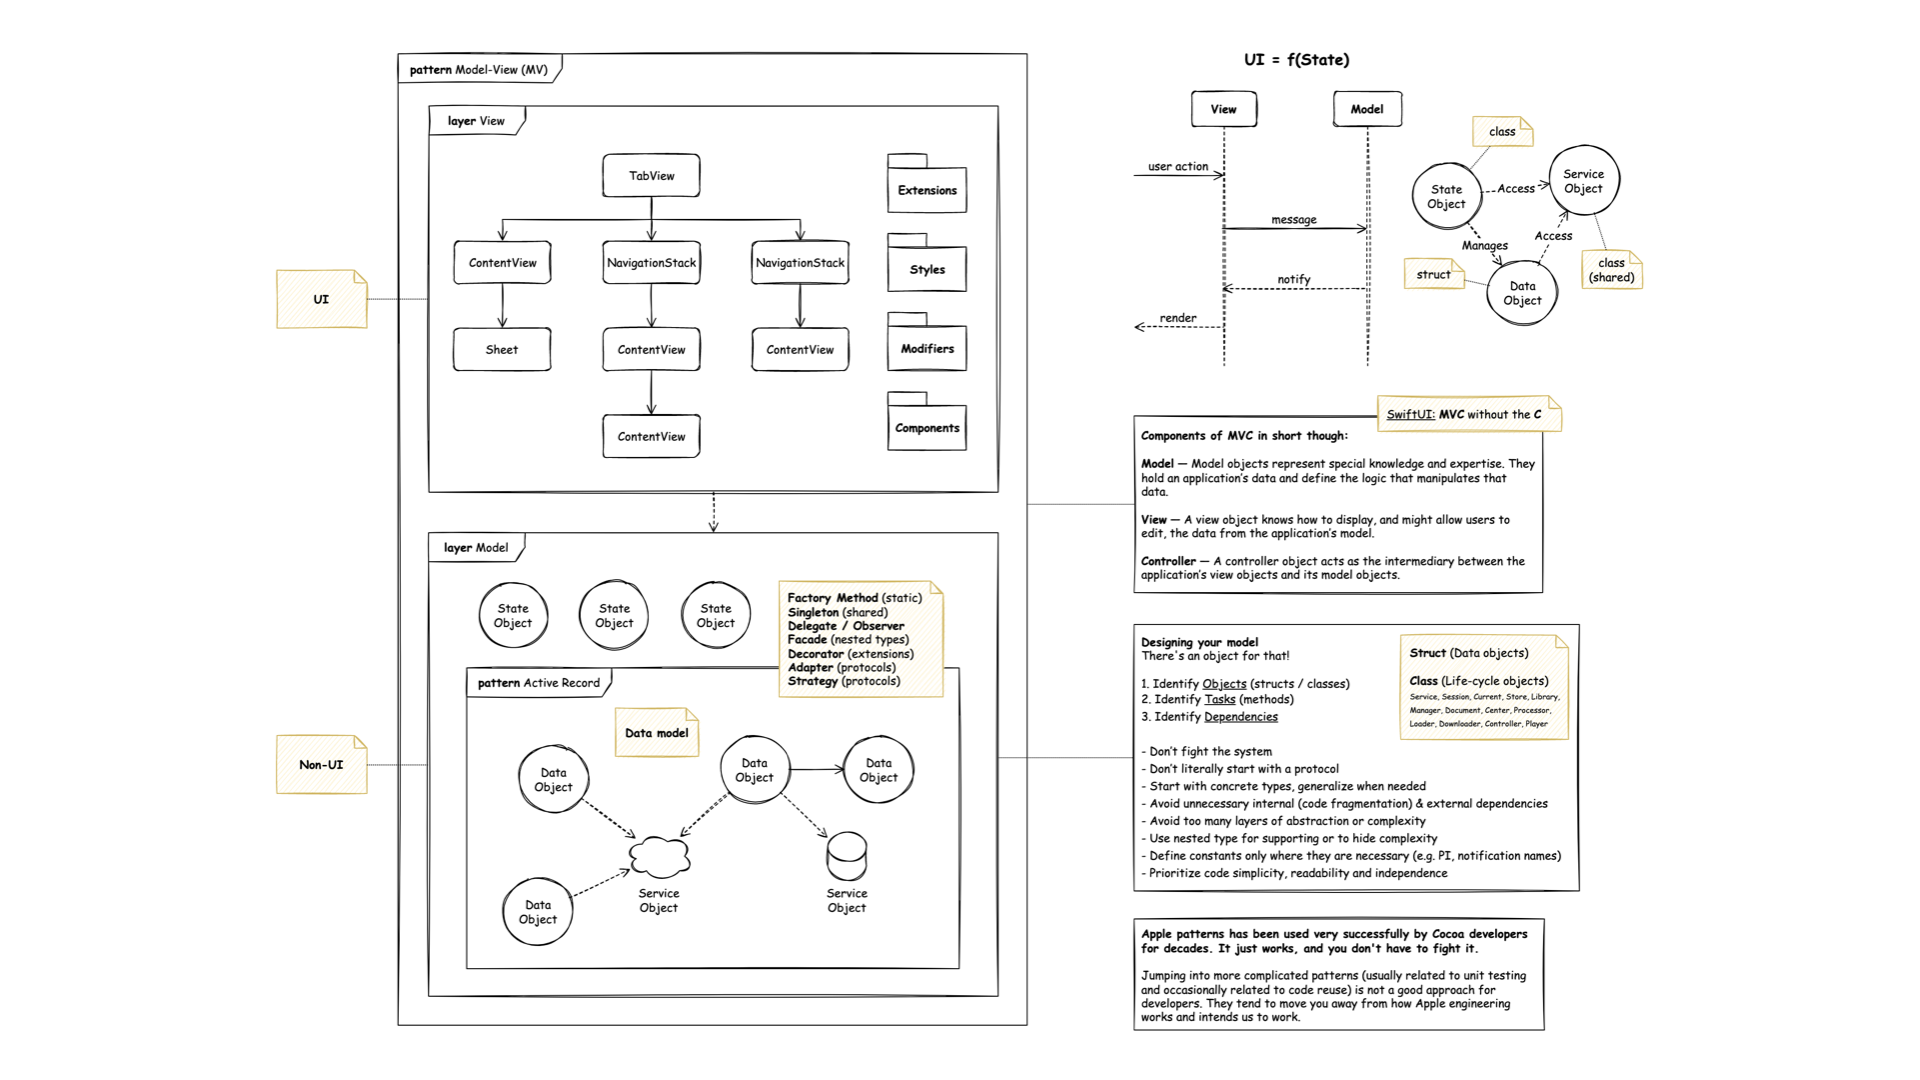 pattern Model-View (MV)
layer View
TabView
ContentView
NavigationStack
NavigationStack
Sheet
ContentView
ContentView
ContentView
Extensions
Styles
Modifiers
Components
UI
layer Model
State
Object
State
Object
State
Object
Factory Method (static)
Singleton (shared)
Delegate / Observer
Facade (nested types)
Decorator (extensions)
Adapter (protocols)
Strategy (protocols)
pattern Active Record
Data model
Data
Object
Data
Object
Data
Object
Data
Object
Service
Object
Service
Object
Non-UI
UI = f(State)
View
Model
user action
message
notify
render
class
State
Object
Access
Service
Object
Manages
Access
struct
Data
Object
class
(shared)
SwiftUI: MVC without the C
Components of MVC in short though:
Model — Model objects represent special knowledge and expertise. They
hold an application's data and define the logic that manipulates that
data.
View — A view object knows how to display, and might allow users to
edit, the data from the application's model.
Controller — A controller object acts as the intermediary between the
application's view objects and its model objects.
Designing your model
There's an object for that!
1. Identify Objects (structs / classes)
2. Identify Tasks (methods)
3. Identify Dependencies
Struct (Data objects)
Class (Life-cycle objects)
Service, Session, Current, Store, Library,
Manager, Document, Center, Processor,
Loader, Downloader, Controller, Player
- Don't fight the system
- Don't literally start with a protocol
- Start with concrete types, generalize when needed
- Avoid unnecessary internal (code fragmentation) & external dependencies
- Avoid too many layers of abstraction or complexity
- Use nested type for supporting or to hide complexity
- Define constants only where they are necessary (e.g. PI, notification names)
- Prioritize code simplicity, readability and independence
Apple patterns has been used very successfully by Cocoa developers
for decades. It just works, and you don't have to fight it.
Jumping into more complicated patterns (usually related to unit testing
and occasionally related to code reuse) is not a good approach for
developers. They tend to move you away from how Apple engineering
works and intends us to work.